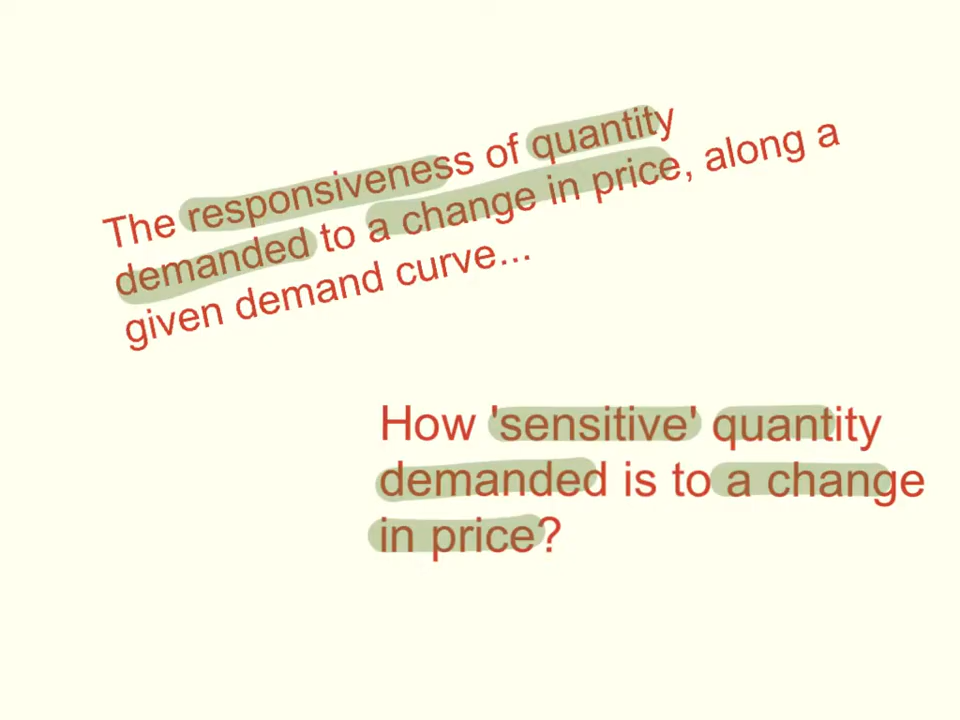 The responsiveness of quantity
demanded to a change in price, along a
given demand curve...
How 'sensitive' quantity
demanded is to a change
in price?